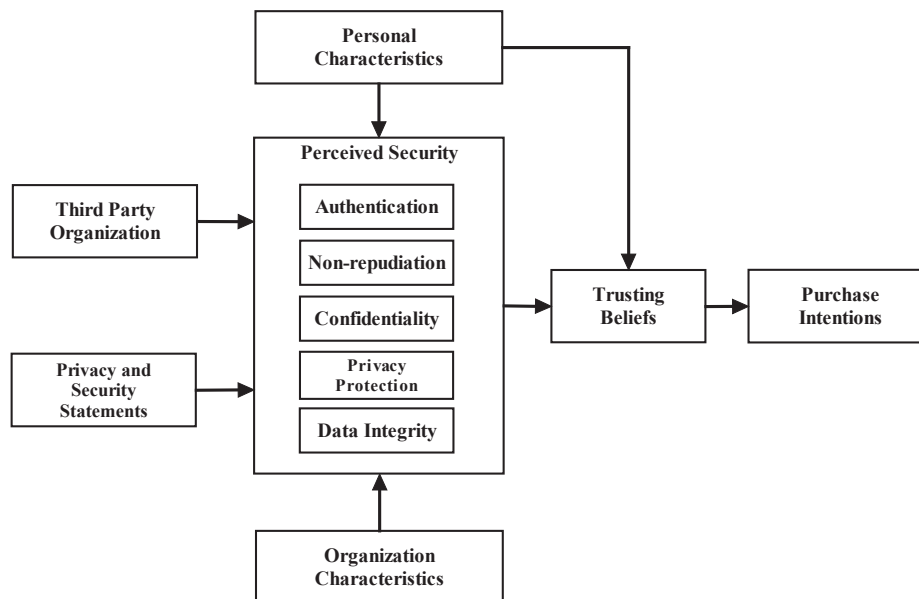 Personal
Characteristics
Perceived Security
Authentication
Third Party
Organization
Non-repudiation
Confidentiality
Trusting
Beliefs
Purchase
Intentions
Privacy and
Security
Statements
Privacy
Protection
Data Integrity
Organization
Characteristics